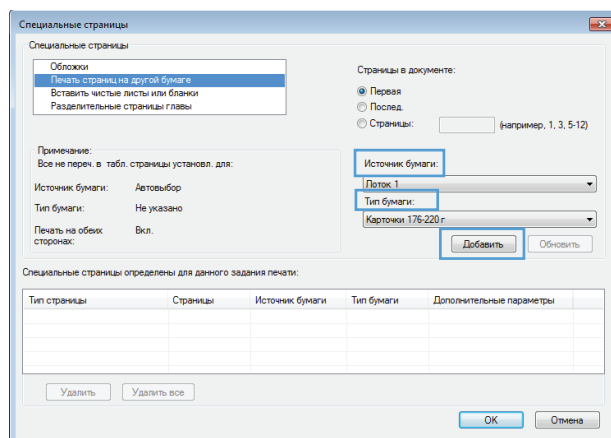 Специальные страницы
Специальные страницы
Обложки
Печать страниц на другой бумаге
Вставить чистые листы или бланки
Разделительные страницы главы
Страницы в документе:
Первая
Послед.
Страницы:
(например, 1, 3, 5-12)
Примечание:
Все не переч. в табл. страницы установл. для:
Источник бумаги: Автовыбор
Тип бумаги: Не указано
Печать на обеих сторонах: Вкл.
Источник бумаги:
Лоток 1
Тип бумаги:
Карточки 176-220 г
Добавить Обновить
Специальные страницы определены для данного задания печати:
Тип страницы Страницы Источник бумаги Тип бумаги Дополнительные параметры
Удалить Удалить все
OK Отмена